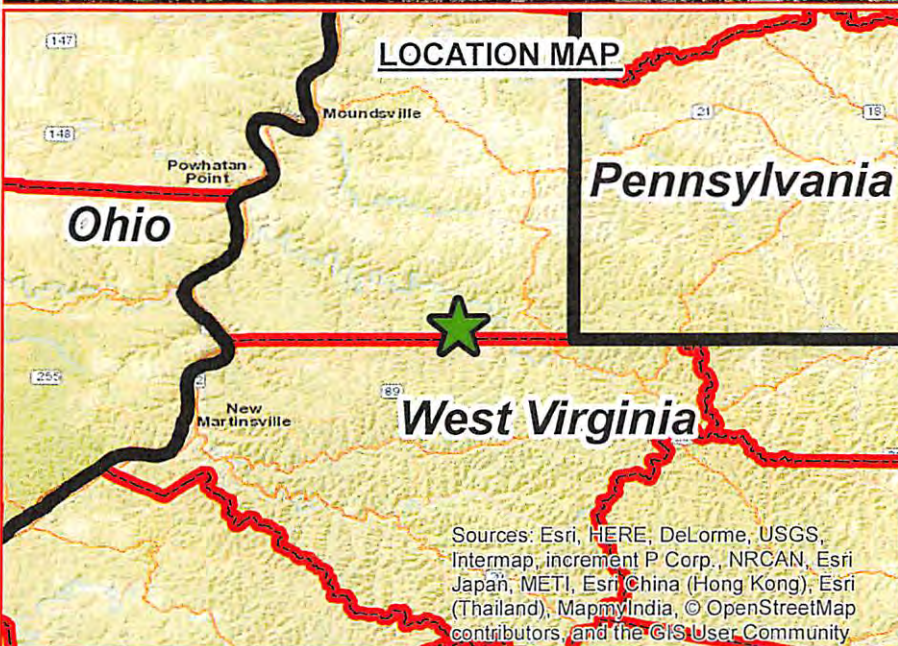 147
LOCATION MAP
148
Moundsville
21
18
Powhatan
Point
Pennsylvania
Ohio
255
2
89
New
Martinsville
West Virginia
Sources: Esri, HERE, DeLorme, USGS,
Intermap, increment P Corp., NRCAN, Esri
Japan, METI, Esri China (Hong Kong), Esri
(Thailand), MapmyIndia, © OpenStreetMap
contributors, and the GIS User Community